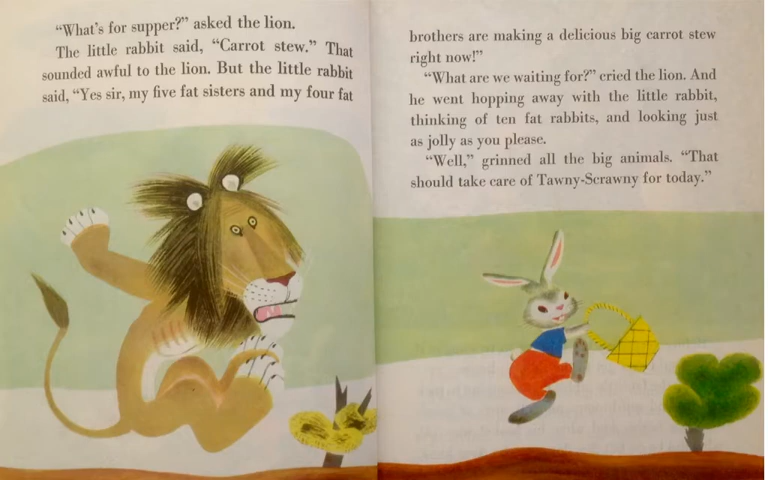 “What’s for supper?” asked the lion.
The little rabbit said, “Carrot stew.” That
sounded awful to the lion. But the little rabbit
said, “Yes sir, my five fat sisters and my four fat
brothers are making a delicious big carrot stew
right now!”
“What are we waiting for?” cried the lion. And
he went hopping away with the little rabbit,
thinking of ten fat rabbits, and looking just
as jolly as you please.
“Well,” grinned all the big animals. “That
should take care of Tawny-Scrawny for today.”